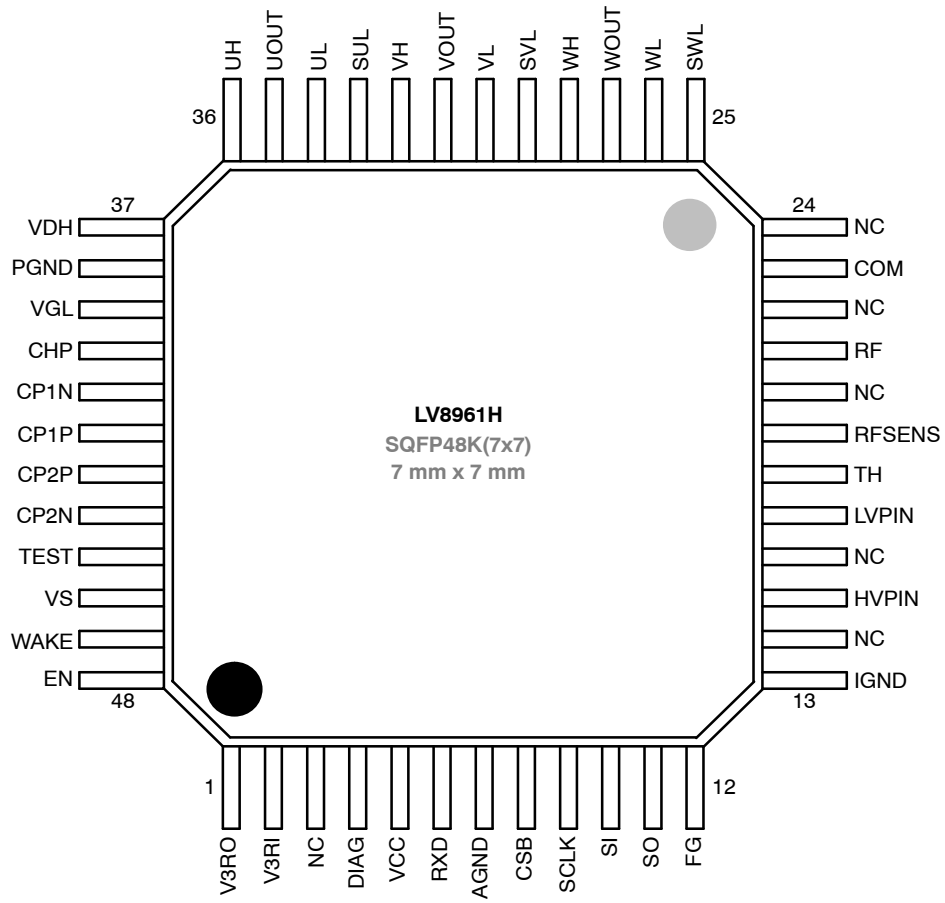 UH
UOUT
UL
SUL
VH
VOUT
VL
SVL
WH
WOUT
WL
SWL
36
25
37
24
VDH
PGND
VGL
CHP
CP1N
CP1P
CP2P
CP2N
TEST
VS
WAKE
EN
48
LV8961H
SQFP48K(7x7)
7 mm x 7 mm
NC
COM
NC
RF
NC
RFSENS
TH
LVPIN
NC
HVPIN
NC
IGND
13
1
12
V3RO
V3RI
NC
DIAG
VCC
RXD
AGND
CSB
SCLK
SI
SO
FG